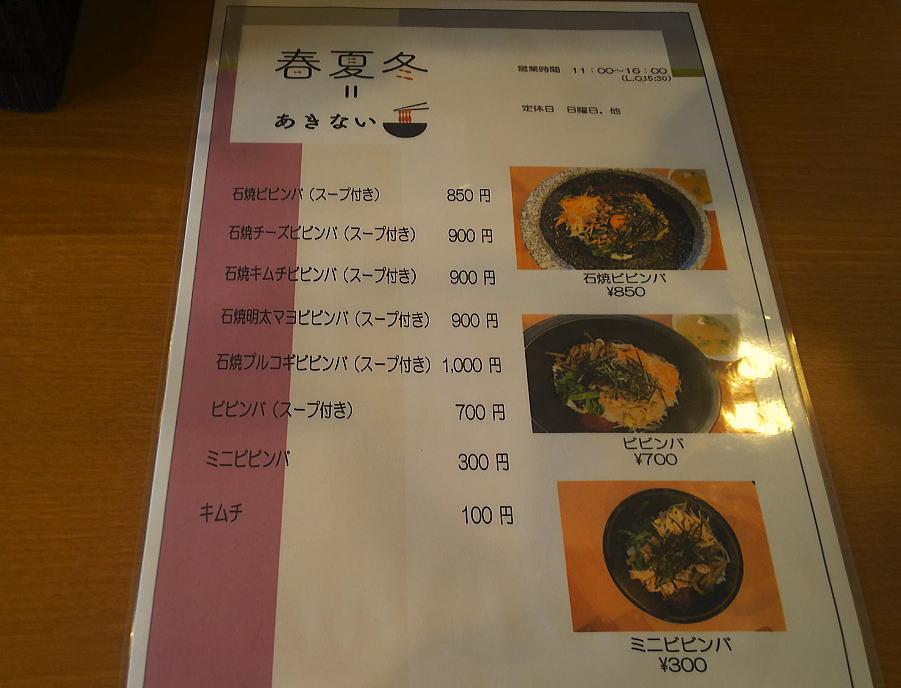 春夏冬
=
あきない
営業時間 11：00～16：00
(L.O15:30)
定休日 日曜日、他
石焼ビビンバ（スープ付き） 850 円
石焼チーズビビンバ（スープ付き） 900 円
石焼キムチビビンバ（スープ付き） 900 円
石焼明太マヨビビンバ（スープ付き） 900 円
石焼プルコギビビンバ（スープ付き） 1,000 円
ビビンバ（スープ付き） 700 円
ミニビビンバ 300 円
キムチ 100 円
石焼ビビンバ
¥850
ビビンバ
¥700
ミニビビンバ
¥300